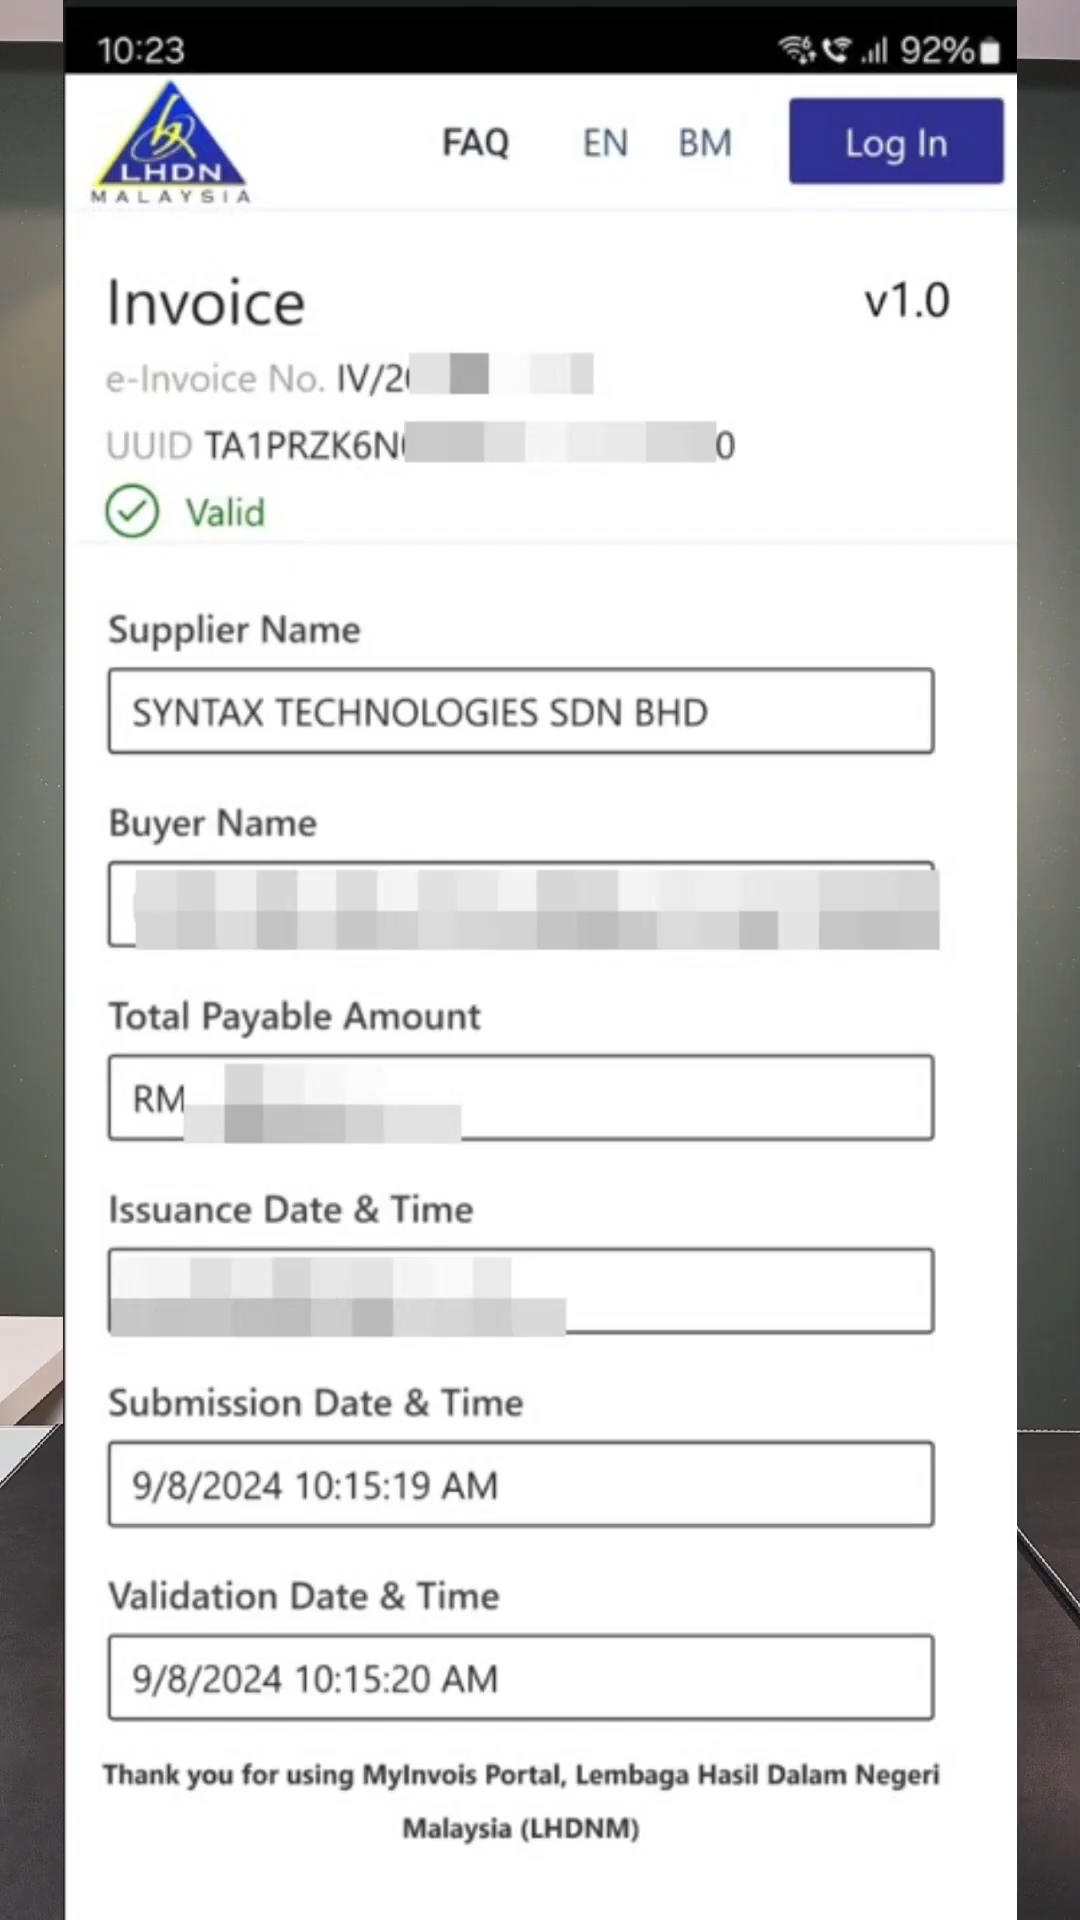 10:23
92%
LHDN
MALAYSIA
FAQ EN BM Log In
Invoice v1.0
e-Invoice No. IV/2
UUID TA1PRZK6N 0
Valid
Supplier Name
SYNTAX TECHNOLOGIES SDN BHD
Buyer Name
Total Payable Amount
RM
Issuance Date & Time
Submission Date & Time
9/8/2024 10:15:19 AM
Validation Date & Time
9/8/2024 10:15:20 AM
Thank you for using MyInvois Portal, Lembaga Hasil Dalam Negeri
Malaysia (LHDNM)